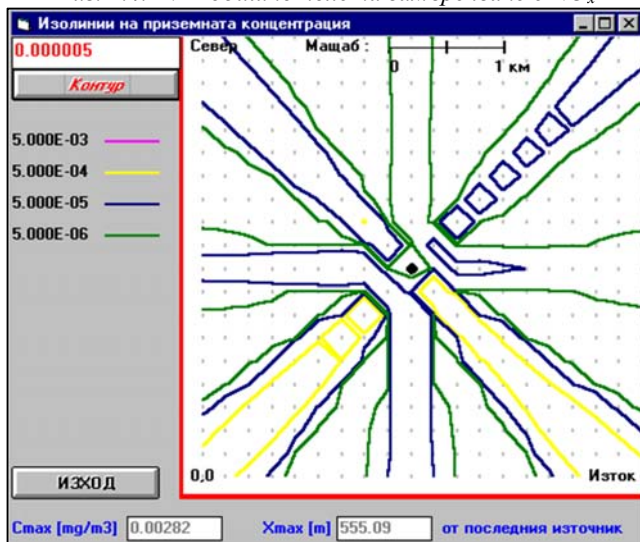 Изолинии на приземната концентрация
0.000005
Север Мащаб :
0 1 км
Контур
5.000E-03
5.000E-04
5.000E-05
5.000E-06
ИЗХОД
0,0 Изток
Cmax [mg/m3] 0.00282 Xmax [m] 555.09 от последния източник